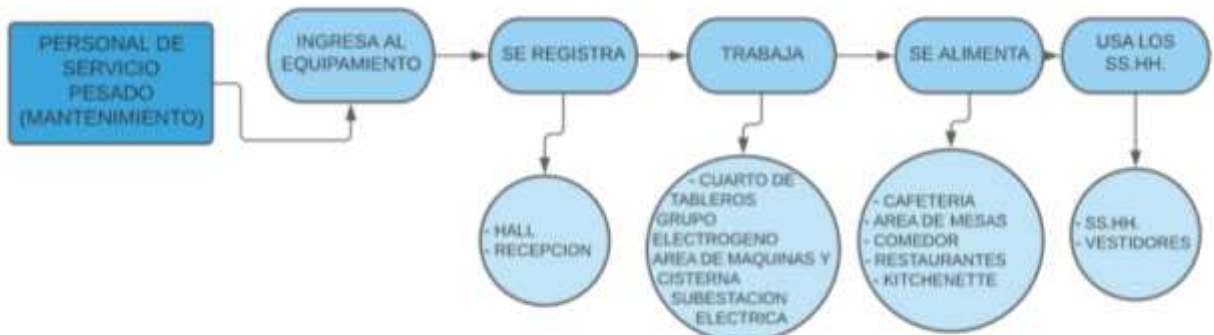 PERSONAL DE
SERVICIO
PESADO
(MANTENIMIENTO)
INGRESA AL
EQUIPAMIENTO
SE REGISTRA
TRABAJA
SE ALIMENTA
USA LOS
SS.HH.
- HALL
- RECEPCION
- CUARTO DE
TABLEROS
GRUPO
ELECTROGENO
AREA DE MAQUINAS Y
CISTERNA
SUBESTACION
ELECTRICA
- CAFETERIA
- AREA DE MESAS
- COMEDOR
- RESTAURANTES
- KITCHENETTE
- SS.HH.
- VESTIDORES